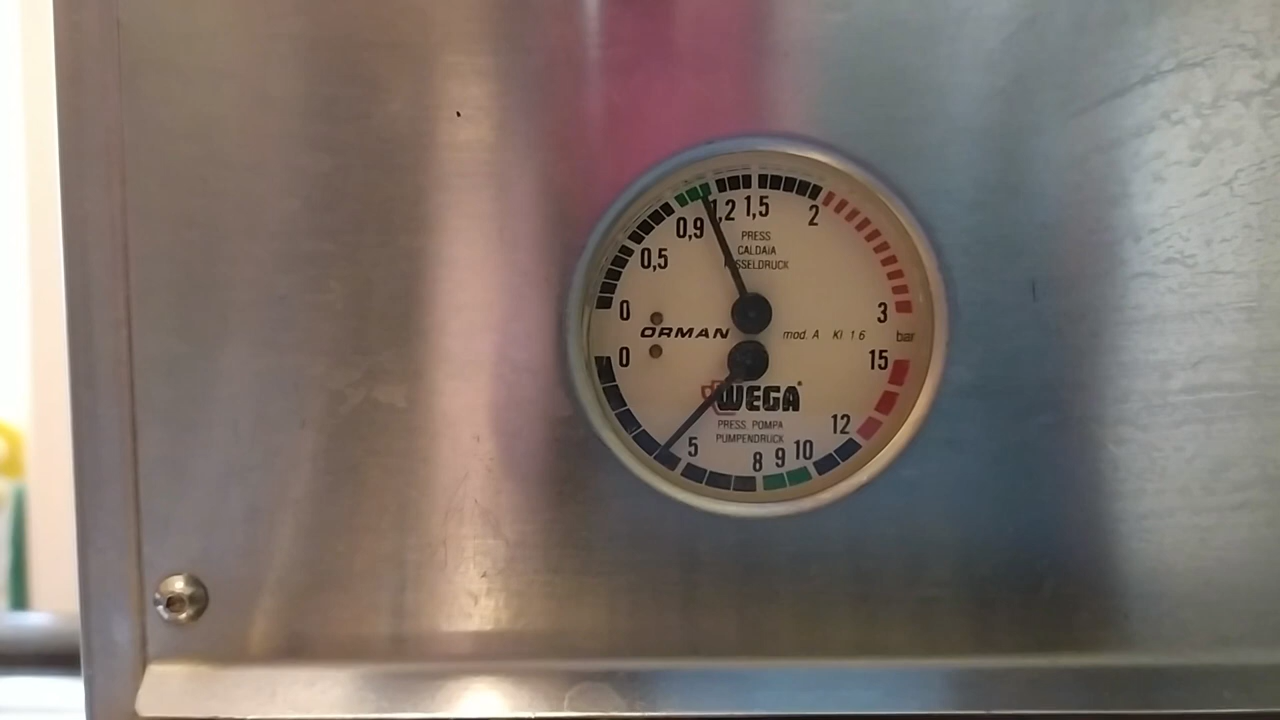 0,9 1,2 1,5 2
0,5
PRESS
CALDAIA
KESSELDRUCK
0 3
ORMAN mod. A Kl 1 6 bar
0 15
WEGA®
PRESS. POMPA
PUMPENDRUCK
5 8 9 10 12